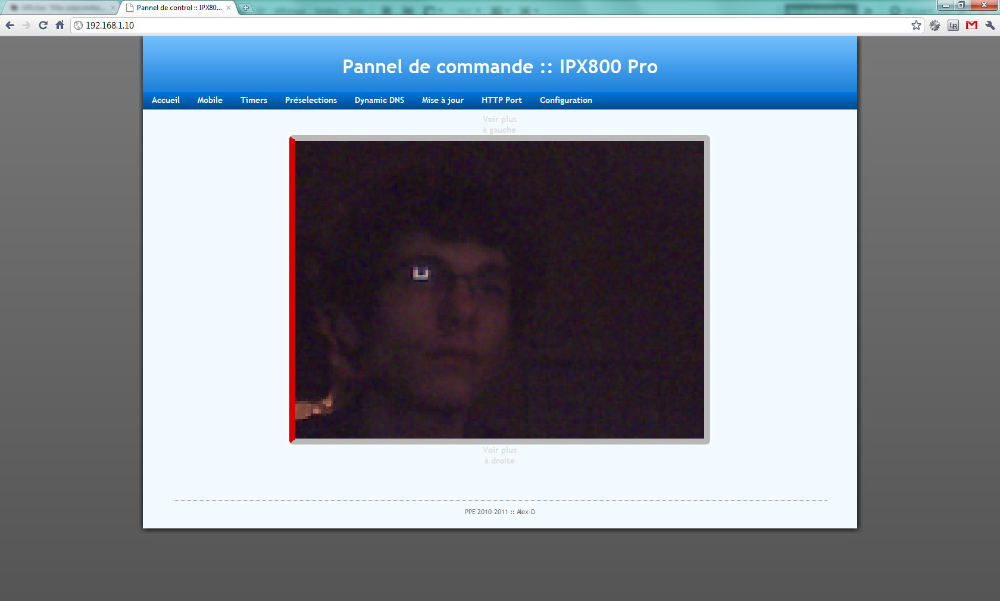 Pannel de control :: IPX80...
192.168.1.10
Pannel de commande :: IPX800 Pro
Accueil Mobile Timers Préselections Dynamic DNS Mise à jour HTTP Port Configuration
Voir plus
à gauche
Voir plus
à droite
PPE 2010-2011 :: Alex-D